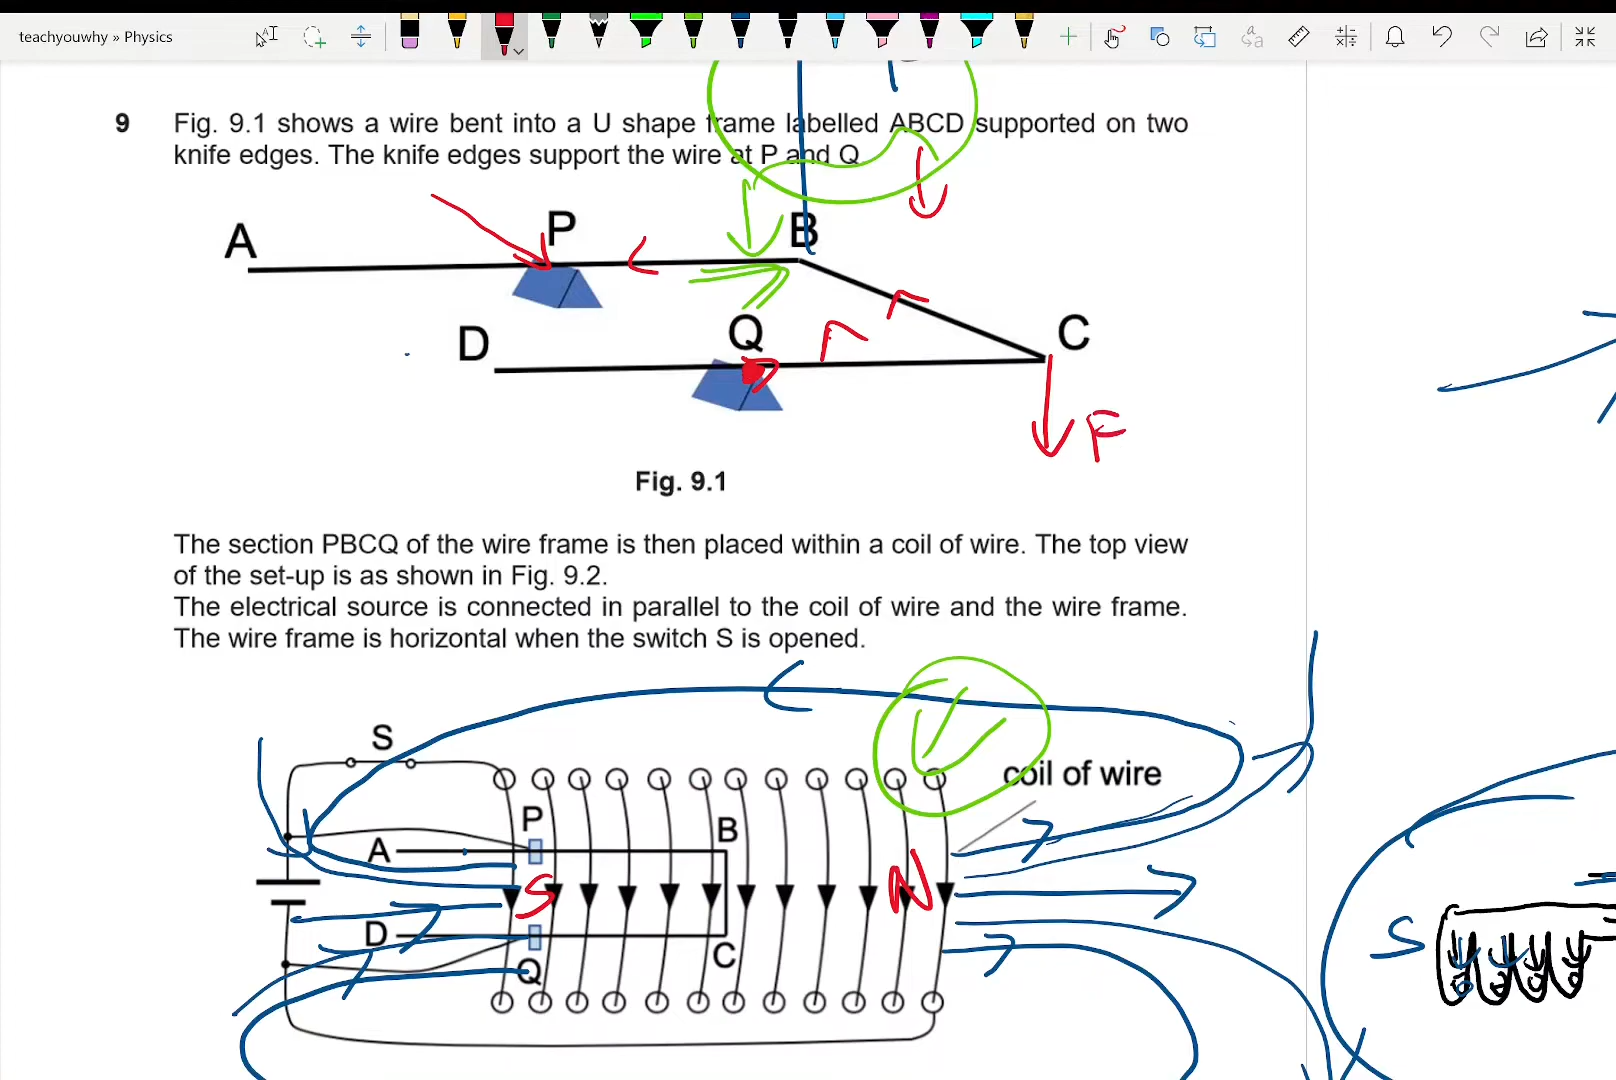 teachyouwhy » Physics
9 Fig. 9.1 shows a wire bent into a U shape frame labelled ABCD supported on two
knife edges. The knife edges support the wire at P and Q
A P B
D Q C
F
Fig. 9.1
The section PBCQ of the wire frame is then placed within a coil of wire. The top view
of the set-up is as shown in Fig. 9.2.
The electrical source is connected in parallel to the coil of wire and the wire frame.
The wire frame is horizontal when the switch S is opened.
S
coil of wire
P B
A
S N
D
Q C
S